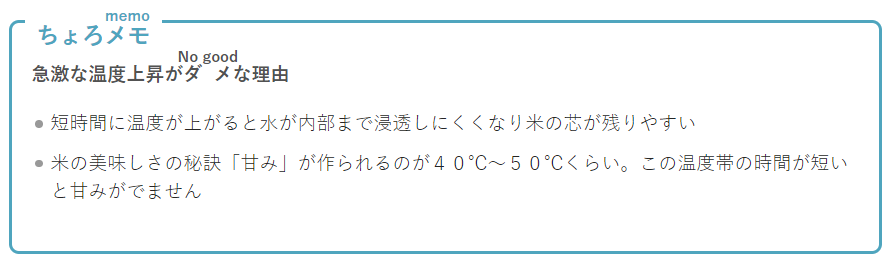 memo
ちょろメモ
No good
急激な温度上昇がダメな理由
短時間に温度が上がると水が内部まで浸透しにくくなり米の芯が残りやすい
米の美味しさの秘訣「甘み」が作られるのが４０℃～５０℃くらい。この温度帯の時間が短い
と甘みがでません